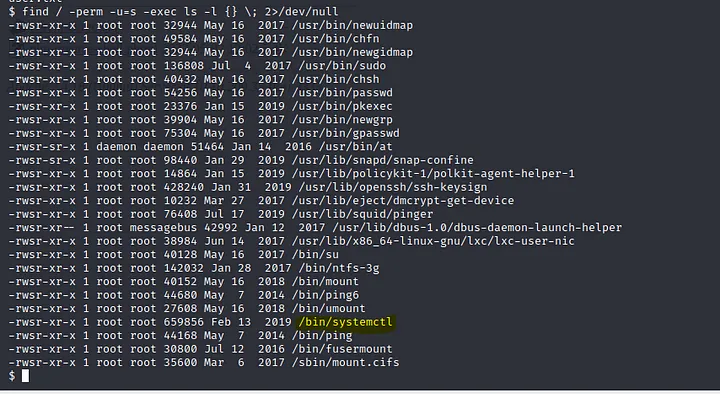 $ find / -perm -u=s -exec ls -l {} \; 2>/dev/null
-rwsr-xr-x 1 root root 32944 May 16  2017 /usr/bin/newuidmap
-rwsr-xr-x 1 root root 49584 May 16  2017 /usr/bin/chfn
-rwsr-xr-x 1 root root 32944 May 16  2017 /usr/bin/newgidmap
-rwsr-xr-x 1 root root 136808 Jul  4  2017 /usr/bin/sudo
-rwsr-xr-x 1 root root 40432 May 16  2017 /usr/bin/chsh
-rwsr-xr-x 1 root root 54256 May 16  2017 /usr/bin/passwd
-rwsr-xr-x 1 root root 23376 Jan 15  2019 /usr/bin/pkexec
-rwsr-xr-x 1 root root 39904 May 16  2017 /usr/bin/newgrp
-rwsr-xr-x 1 root root 75304 May 16  2017 /usr/bin/gpasswd
-rwsr-sr-x 1 daemon daemon 51464 Jan 14  2016 /usr/bin/at
-rwsr-sr-x 1 root root 98440 Jan 29  2019 /usr/lib/snapd/snap-confine
-rwsr-xr-x 1 root root 14864 Jan 15  2019 /usr/lib/policykit-1/polkit-agent-helper-1
-rwsr-xr-x 1 root root 428240 Jan 31  2019 /usr/lib/openssh/ssh-keysign
-rwsr-xr-x 1 root root 10232 Mar 27  2017 /usr/lib/eject/dmcrypt-get-device
-rwsr-xr-x 1 root root 76408 Jul 17  2019 /usr/lib/squid/pinger
-rwsr-xr-- 1 root messagebus 42992 Jan 12  2017 /usr/lib/dbus-1.0/dbus-daemon-launch-helper
-rwsr-xr-x 1 root root 38984 Jun 14  2017 /usr/lib/x86_64-linux-gnu/lxc/lxc-user-nic
-rwsr-xr-x 1 root root 40128 May 16  2017 /bin/su
-rwsr-xr-x 1 root root 142032 Jan 28  2017 /bin/ntfs-3g
-rwsr-xr-x 1 root root 40152 May 16  2018 /bin/mount
-rwsr-xr-x 1 root root 44680 May  7  2014 /bin/ping6
-rwsr-xr-x 1 root root 27608 May 16  2018 /bin/umount
-rwsr-xr-x 1 root root 659856 Feb 13  2019 /bin/systemctl
-rwsr-xr-x 1 root root 44168 May  7  2014 /bin/ping
-rwsr-xr-x 1 root root 30800 Jul 12  2016 /bin/fusermount
-rwsr-xr-x 1 root root 35600 Mar  6  2017 /sbin/mount.cifs
$